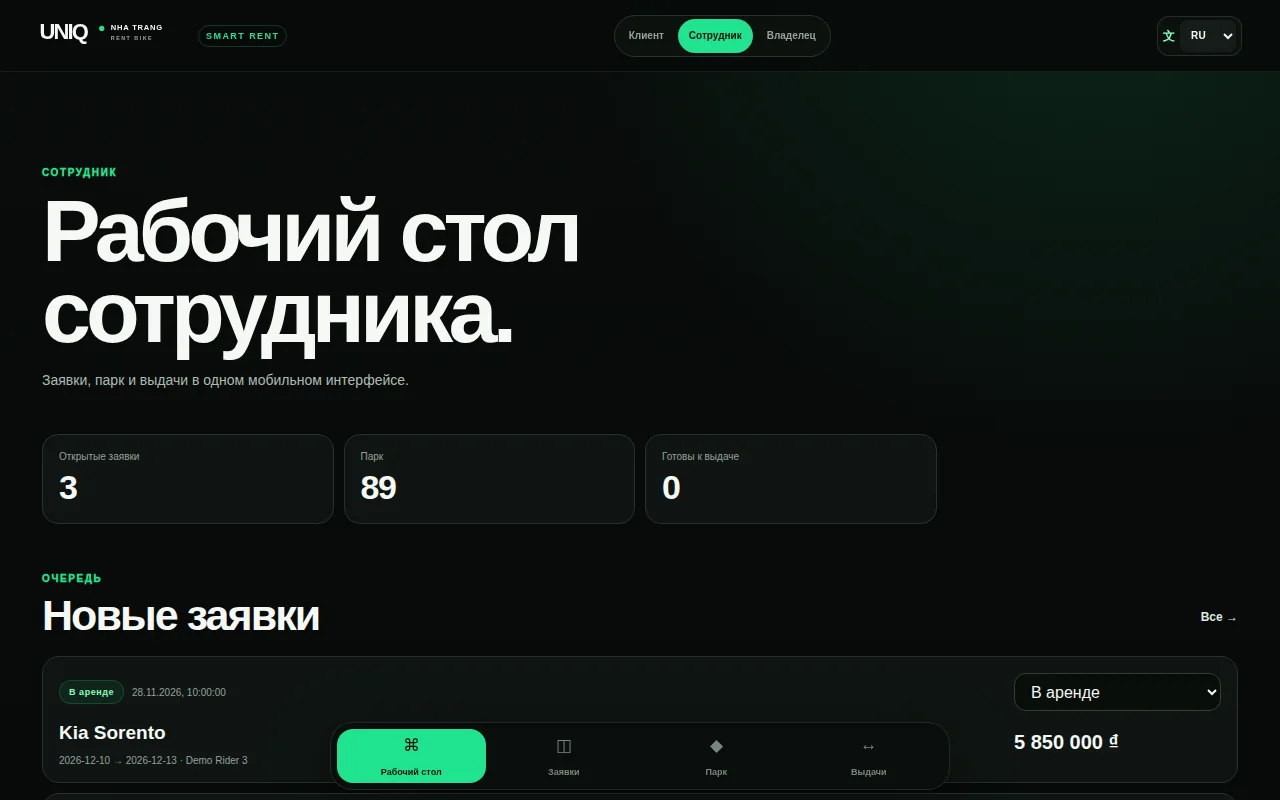 UNIQ
NHA TRANG
RENT BIKE
SMART RENT
Клиент
Сотрудник
Владелец
文
RU
СОТРУДНИК
Рабочий стол
сотрудника.
Заявки, парк и выдачи в одном мобильном интерфейсе.
Открытые заявки
3
Парк
89
Готовы к выдаче
0
ОЧЕРЕДЬ
Новые заявки
Все →
В аренде
28.11.2026, 10:00:00
В аренде
Kia Sorento
5 850 000 ₫
2026-12-10 → 2026-12-13 · Demo Rider 3
⌘
Рабочий стол
Заявки
Парк
Выдачи